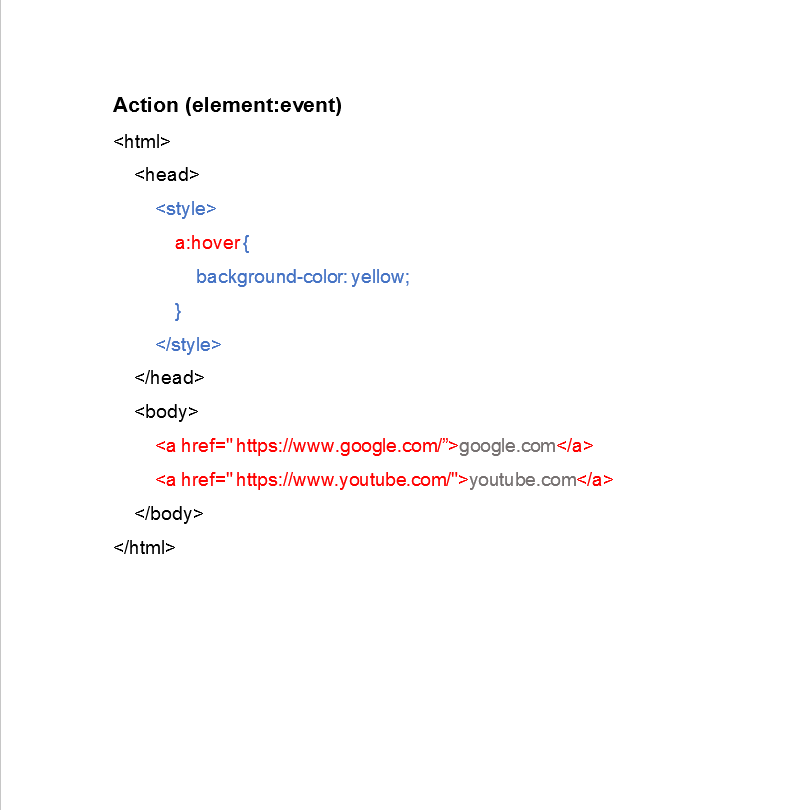 Action (element:event)
<html>
<head>
<style>
a:hover {
background-color: yellow;
}
</style>
</head>
<body>
<a href=" https://www.google.com/”>google.com</a>
<a href=" https://www.youtube.com/">youtube.com</a>
</body>
</html>